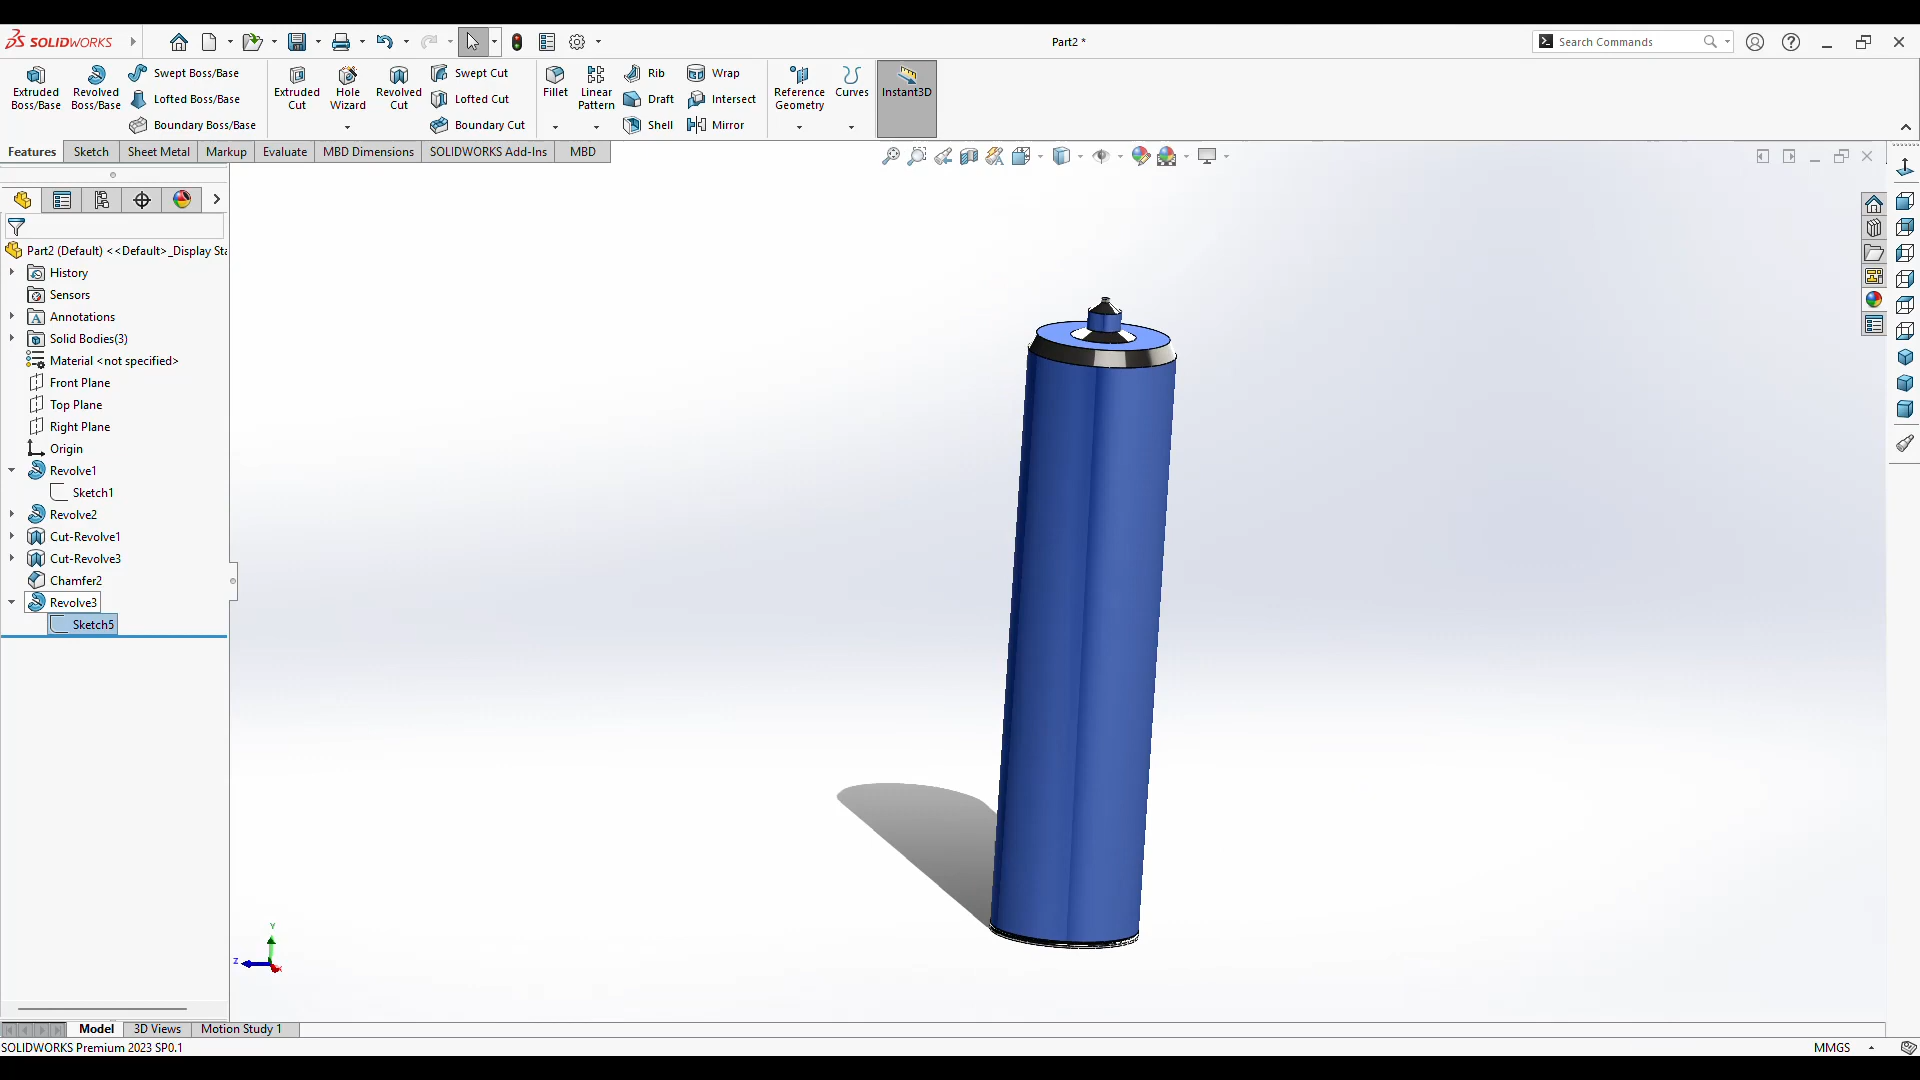 SOLIDWORKS
Part2 *
Search Commands
Extruded Boss/Base
Revolved Boss/Base
Swept Boss/Base
Lofted Boss/Base
Boundary Boss/Base
Extruded Cut
Hole Wizard
Revolved Cut
Swept Cut
Lofted Cut
Boundary Cut
Fillet
Linear Pattern
Rib
Draft
Shell
Wrap
Intersect
Mirror
Reference Geometry
Curves
Instant3D
Features
Sketch
Sheet Metal
Markup
Evaluate
MBD Dimensions
SOLIDWORKS Add-Ins
MBD
Part2 (Default) <<Default>_Display Sta
History
Sensors
Annotations
Solid Bodies(3)
Material <not specified>
Front Plane
Top Plane
Right Plane
Origin
Revolve1
Sketch1
Revolve2
Cut-Revolve1
Cut-Revolve3
Chamfer2
Revolve3
Sketch5
Y
Z
X
Model
3D Views
Motion Study 1
SOLIDWORKS Premium 2023 SP0.1
MMGS